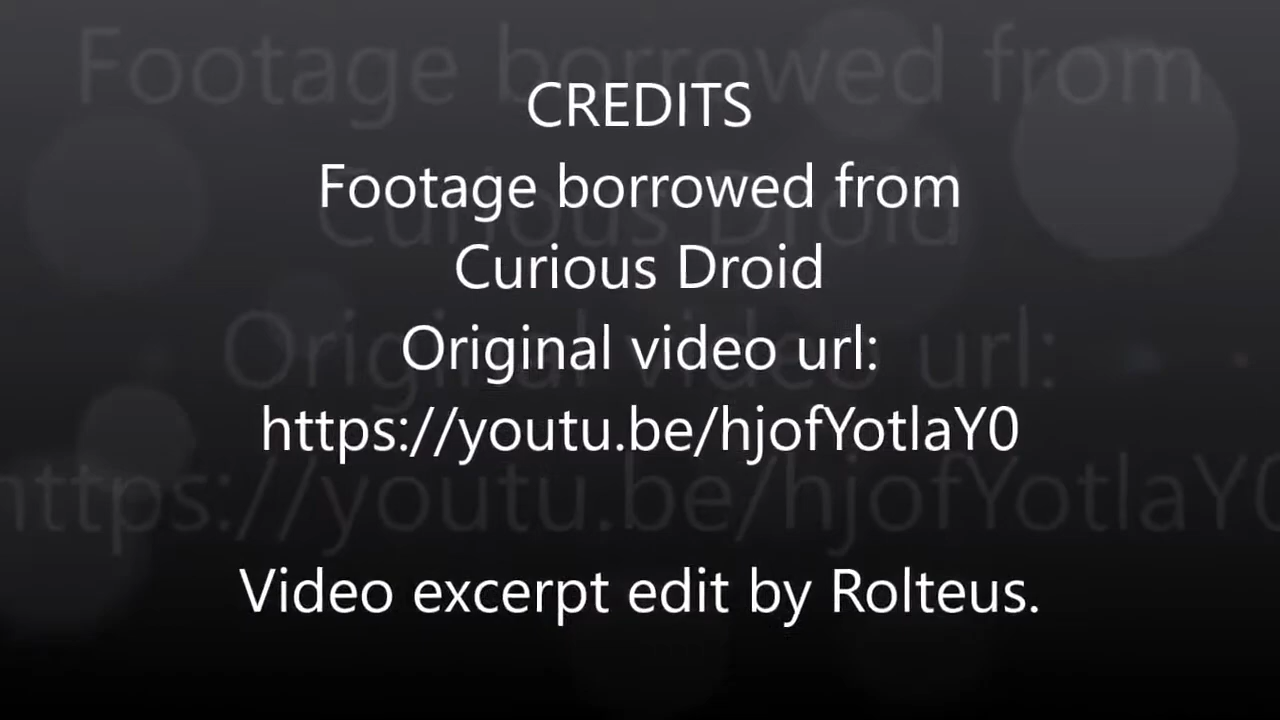 CREDITS
Footage borrowed from
Curious Droid
Original video url:
https://youtu.be/hjofYotlaY0
Video excerpt edit by Rolteus.